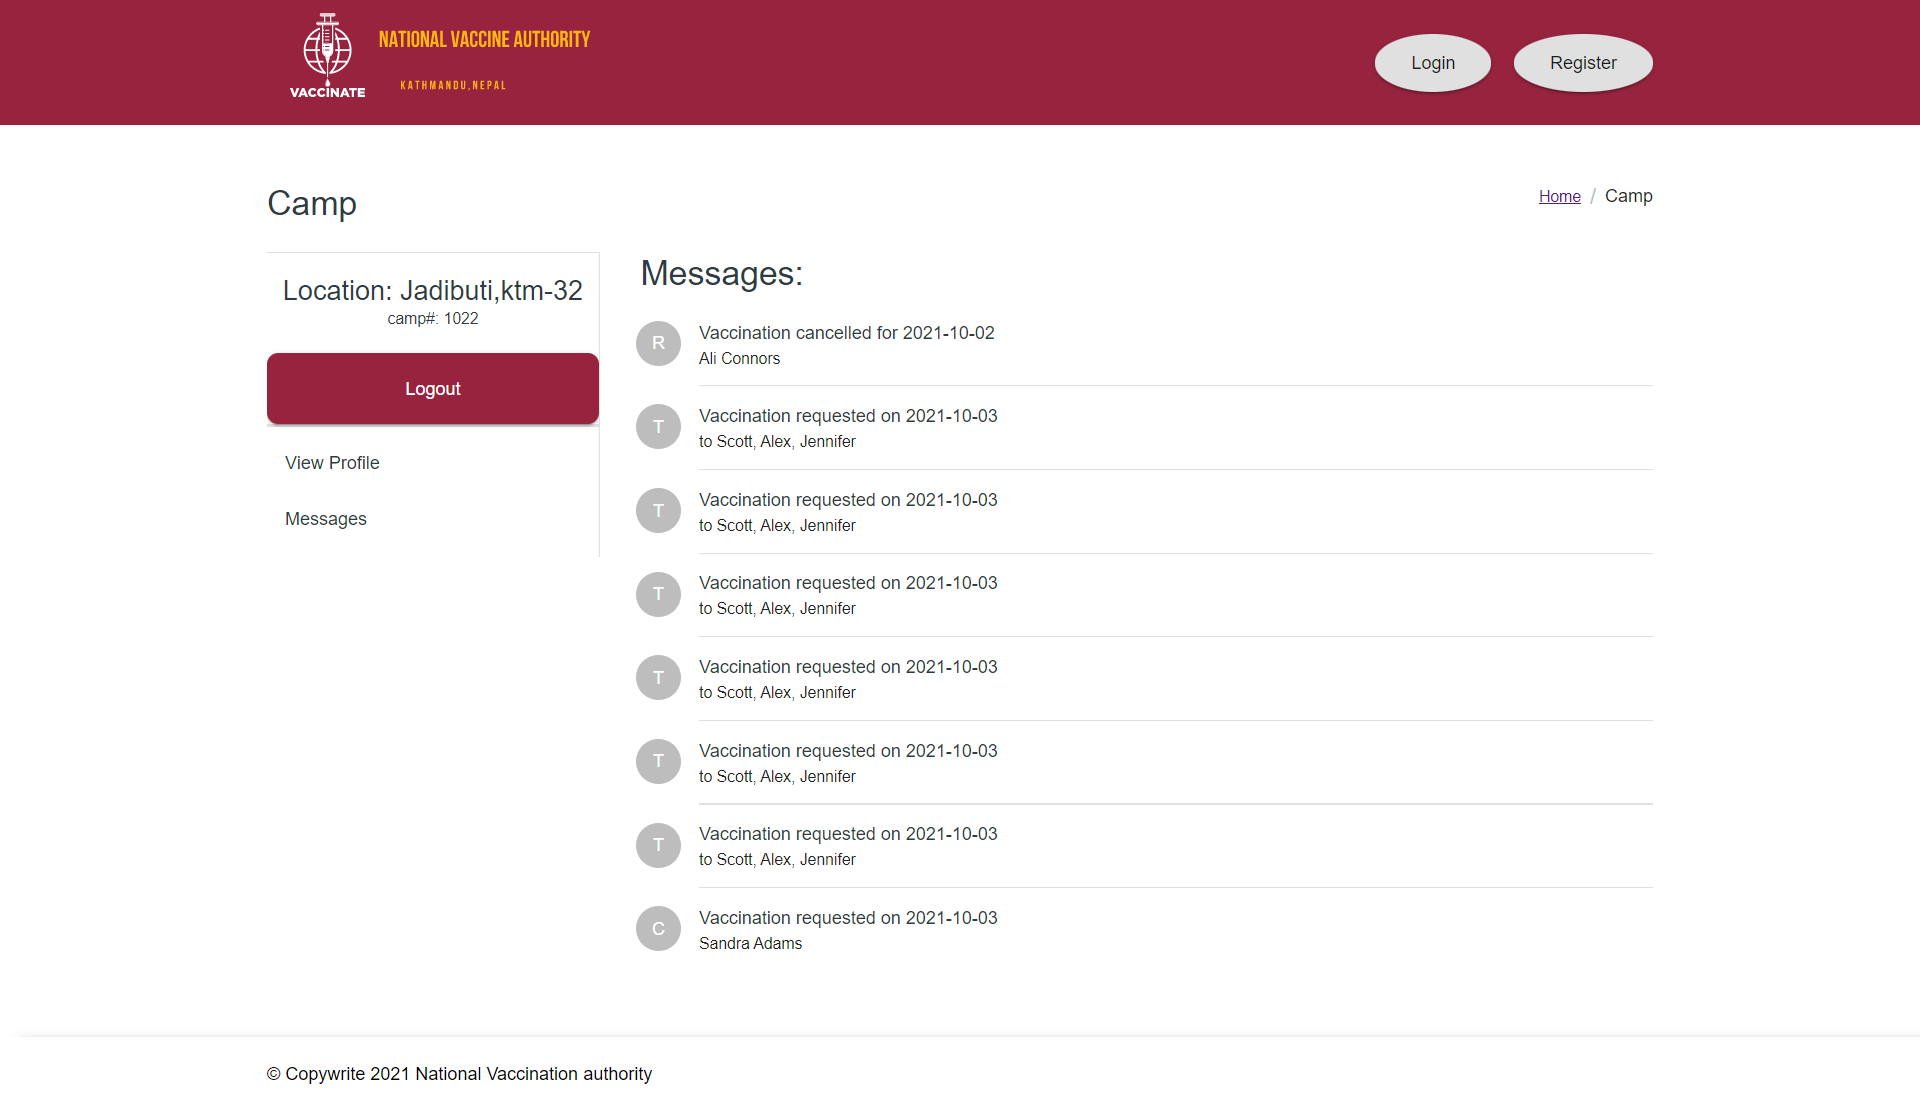 VACCINATE
NATIONAL VACCINE AUTHORITY
KATHMANDU,NEPAL
Login
Register
Camp
Home / Camp
Location: Jadibuti,ktm-32
camp#: 1022
Logout
View Profile
Messages
Messages:
R
Vaccination cancelled for 2021-10-02
Ali Connors
T
Vaccination requested on 2021-10-03
to Scott, Alex, Jennifer
T
Vaccination requested on 2021-10-03
to Scott, Alex, Jennifer
T
Vaccination requested on 2021-10-03
to Scott, Alex, Jennifer
T
Vaccination requested on 2021-10-03
to Scott, Alex, Jennifer
T
Vaccination requested on 2021-10-03
to Scott, Alex, Jennifer
T
Vaccination requested on 2021-10-03
to Scott, Alex, Jennifer
C
Vaccination requested on 2021-10-03
Sandra Adams
© Copywrite 2021 National Vaccination authority